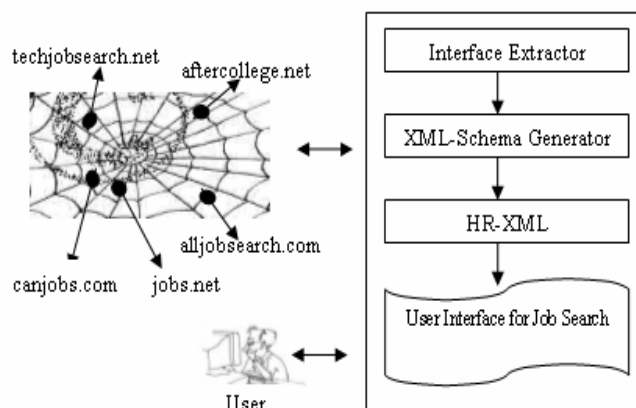 techjobsearch.net
aftercollege.net
alljobsearch.com
canjobs.com
jobs.net
User
Interface Extractor
XML-Schema Generator
HR-XML
User Interface for Job Search